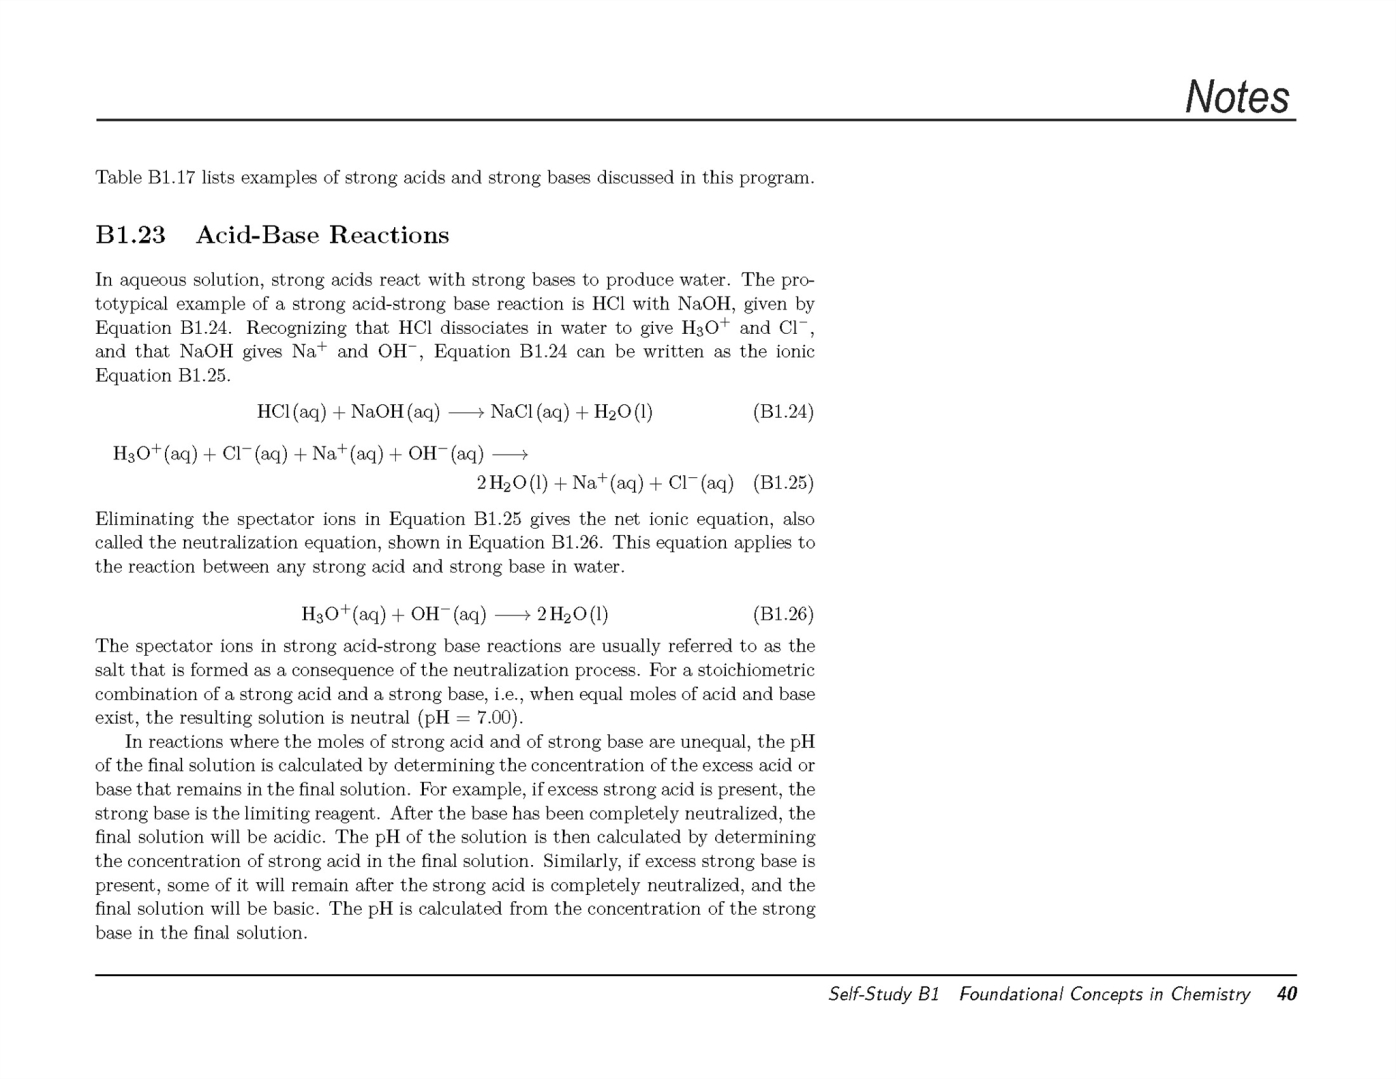 Notes
Table B1.17 lists examples of strong acids and strong bases discussed in this program.
B1.23 Acid-Base Reactions
In aqueous solution, strong acids react with strong bases to produce water. The pro-
totypical example of a strong acid-strong base reaction is HCl with NaOH, given by
Equation B1.24. Recognizing that HCl dissociates in water to give H₃O⁺ and Cl⁻,
and that NaOH gives Na⁺ and OH⁻, Equation B1.24 can be written as the ionic
Equation B1.25.
HCl(aq) + NaOH(aq) ⟶ NaCl(aq) + H₂O(l) (B1.24)
H₃O⁺(aq) + Cl⁻(aq) + Na⁺(aq) + OH⁻(aq) ⟶
2 H₂O(l) + Na⁺(aq) + Cl⁻(aq) (B1.25)
Eliminating the spectator ions in Equation B1.25 gives the net ionic equation, also
called the neutralization equation, shown in Equation B1.26. This equation applies to
the reaction between any strong acid and strong base in water.
H₃O⁺(aq) + OH⁻(aq) ⟶ 2 H₂O(l) (B1.26)
The spectator ions in strong acid-strong base reactions are usually referred to as the
salt that is formed as a consequence of the neutralization process. For a stoichiometric
combination of a strong acid and a strong base, i.e., when equal moles of acid and base
exist, the resulting solution is neutral (pH = 7.00).
In reactions where the moles of strong acid and of strong base are unequal, the pH
of the final solution is calculated by determining the concentration of the excess acid or
base that remains in the final solution. For example, if excess strong acid is present, the
strong base is the limiting reagent. After the base has been completely neutralized, the
final solution will be acidic. The pH of the solution is then calculated by determining
the concentration of strong acid in the final solution. Similarly, if excess strong base is
present, some of it will remain after the strong acid is completely neutralized, and the
final solution will be basic. The pH is calculated from the concentration of the strong
base in the final solution.
Self-Study B1 Foundational Concepts in Chemistry 40